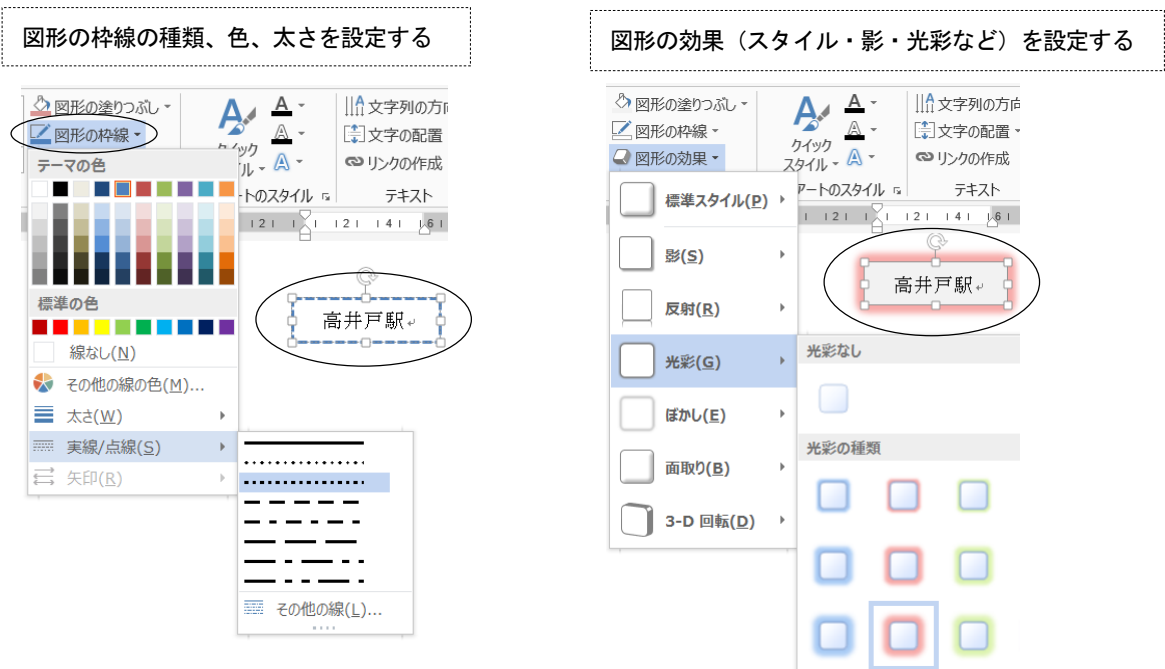 図形の枠線の種類、色、太さを設定する
図形の塗りつぶし
図形の枠線
文字列の方向
文字の配置
リンクの作成
テキスト
テーマの色
標準の色
線なし(N)
その他の線の色(M)...
太さ(W)
実線/点線(S)
矢印(R)
その他の線(L)...
|2| | | |2| |4| |6|
高井戸駅
図形の効果（スタイル・影・光彩など）を設定する
図形の塗りつぶし
図形の枠線
図形の効果
クイック
スタイル
アートのスタイル
文字列の方向
文字の配置
リンクの作成
テキスト
| |2| | | |2| |4| |6|
標準スタイル(P)
影(S)
反射(R)
光彩(G)
ぼかし(E)
面取り(B)
3-D 回転(D)
高井戸駅
光彩なし
光彩の種類